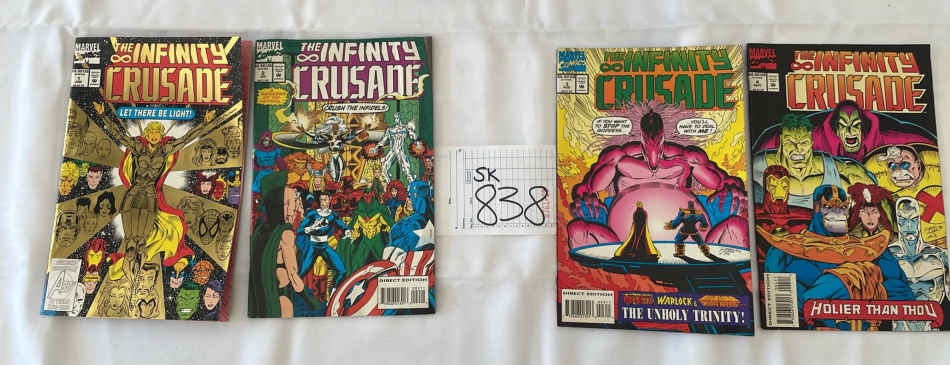 MARVEL
THE INFINITY
CRUSADE
LET THERE BE LIGHT!
MARVEL
THE INFINITY
CRUSADE
CRUSH THE INFIDELS!
DIRECT EDITION
SK
838
MARVEL
COMICS
THE INFINITY
CRUSADE
IF YOU WANT
TO STOP THE
GODDESS,
YOU'LL
HAVE TO DEAL
WITH ME!
DIRECT EDITION
WARLOCK &
THE UNHOLY TRINITY!
MARVEL
THE INFINITY
CRUSADE
DIRECT EDITION
HOLIER THAN THOU